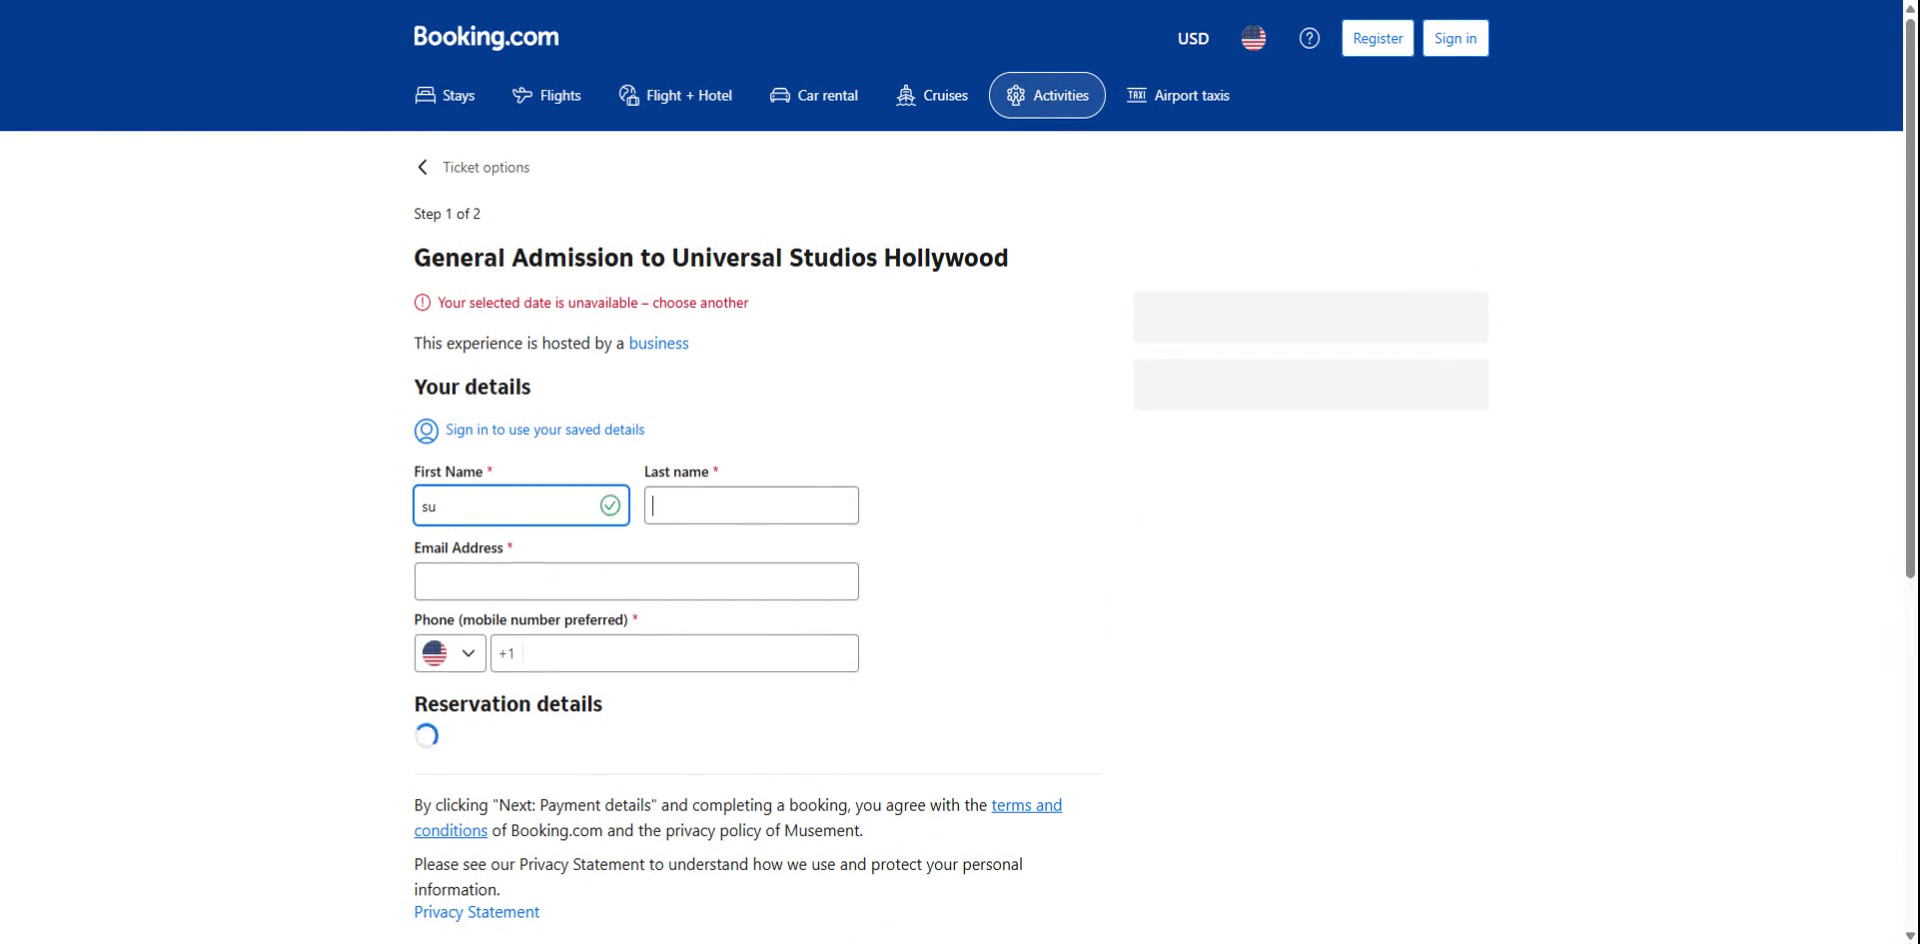 Booking.com
USD
Register
Sign in
Stays
Flights
Flight + Hotel
Car rental
Cruises
Activities
TAXI
Airport taxis
Ticket options
Step 1 of 2
General Admission to Universal Studios Hollywood
Your selected date is unavailable – choose another
This experience is hosted by a business
Your details
Sign in to use your saved details
First Name *
Last name *
su
Email Address *
Phone (mobile number preferred) *
+1
Reservation details
By clicking "Next: Payment details" and completing a booking, you agree with the terms and
conditions of Booking.com and the privacy policy of Musement.
Please see our Privacy Statement to understand how we use and protect your personal
information.
Privacy Statement